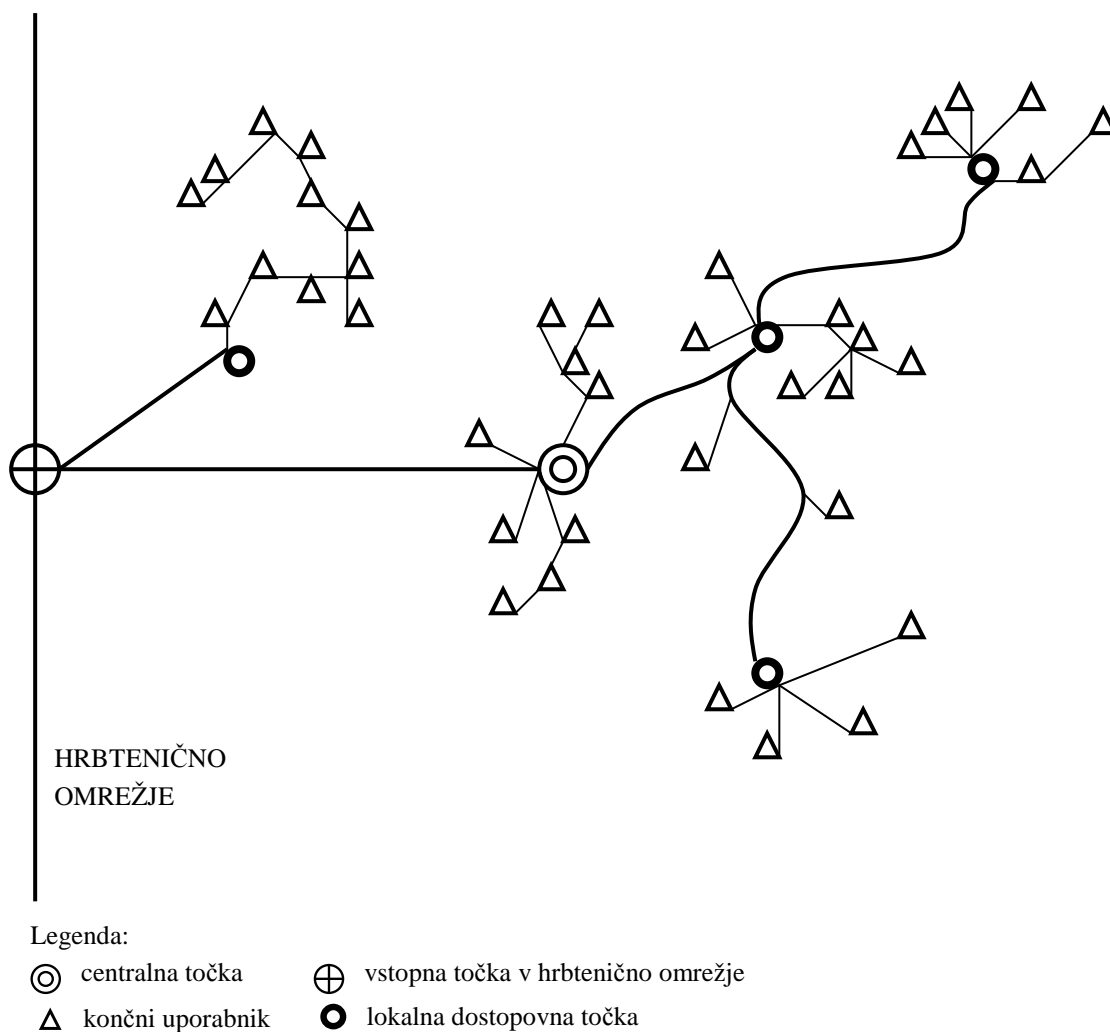 HRBTENIČNO
OMREŽJE
Legenda:
centralna točka
vstopna točka v hrbtenično omrežje
končni uporabnik
lokalna dostopovna točka